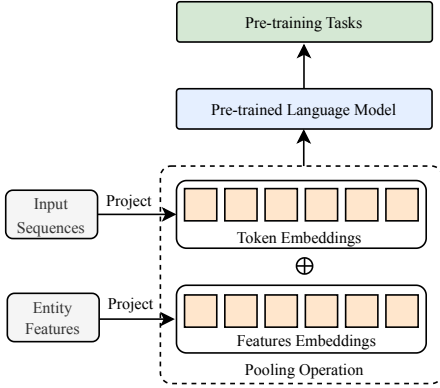 Pre-training Tasks
Pre-trained Language Model
Input
Sequences
Project
Token Embeddings
Entity
Features
Project
Features Embeddings
Pooling Operation